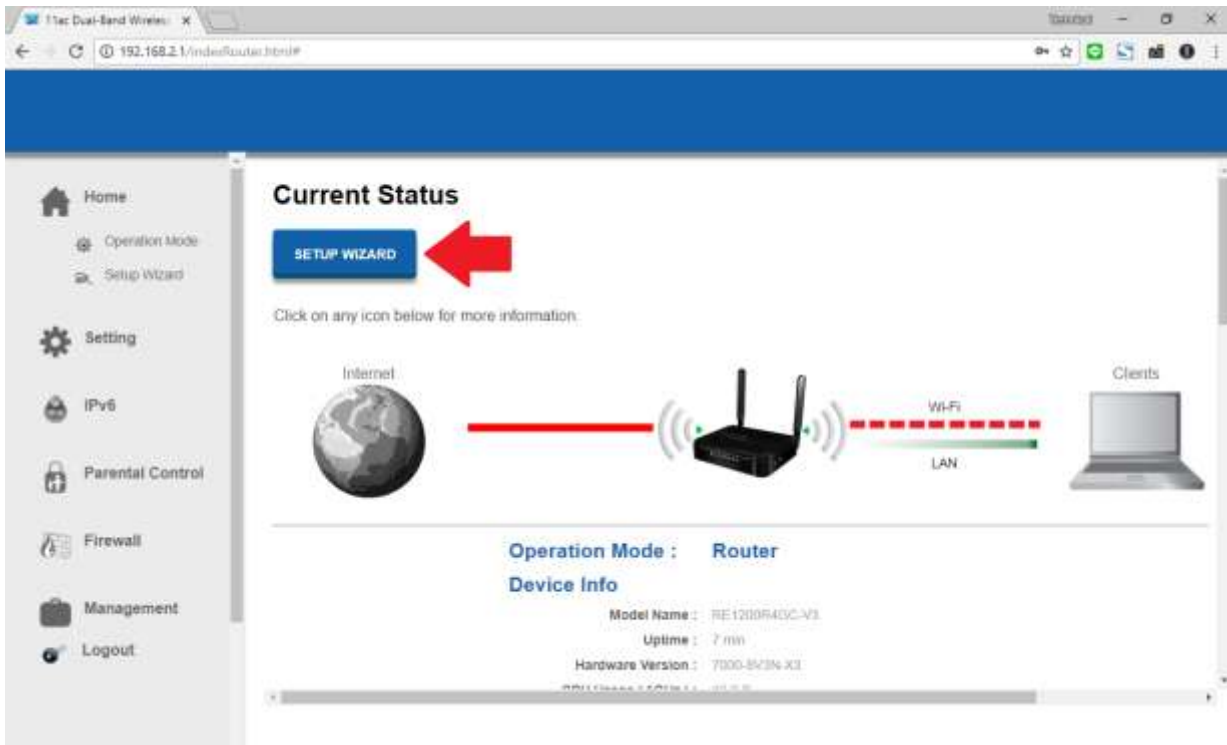 11ac Dual-Band Wireless
192.168.2.1/indexRouter.html#
Home
Operation Mode
Setup Wizard
Setting
IPv6
Parental Control
Firewall
Management
Logout
Current Status
SETUP WIZARD
Click on any icon below for more information.
Internet
Wi-Fi
LAN
Clients
Operation Mode : Router
Device Info
Model Name : RE1200R4GC-V3
Uptime : 7 min
Hardware Version :